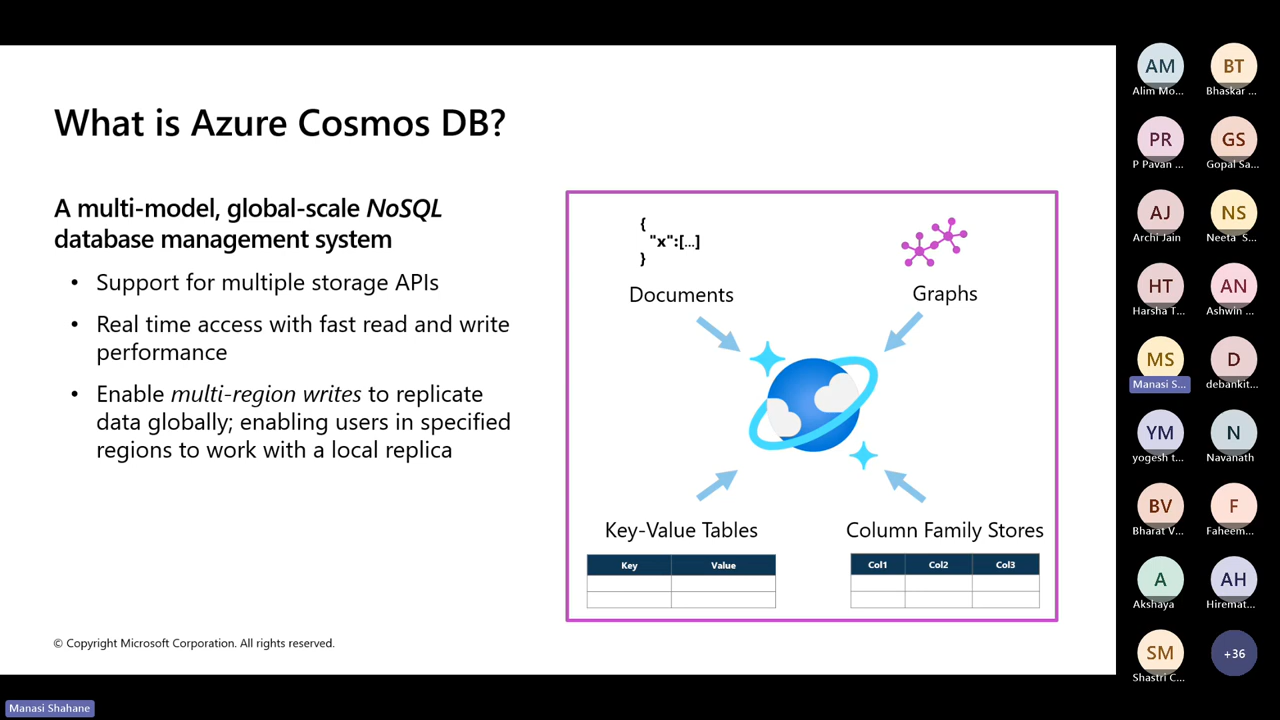 What is Azure Cosmos DB?
A multi-model, global-scale NoSQL
database management system
• Support for multiple storage APIs
• Real time access with fast read and write
performance
• Enable multi-region writes to replicate
data globally; enabling users in specified
regions to work with a local replica
{
"x":[...]
}
Documents
Graphs
Key-Value Tables
Column Family Stores
Key Value
Col1 Col2 Col3
© Copyright Microsoft Corporation. All rights reserved.
AM BT
Alim Mo... Bhaskar ...
PR GS
P Pavan ... Gopal Sa...
AJ NS
Archi Jain Neeta S...
HT AN
Harsha T... Ashwin ...
MS D
Manasi S... debankit...
YM N
yogesh t... Navanath
BV F
Bharat V... Faheem...
A AH
Akshaya Hiremat...
SM +36
Shastri C...
Manasi Shahane